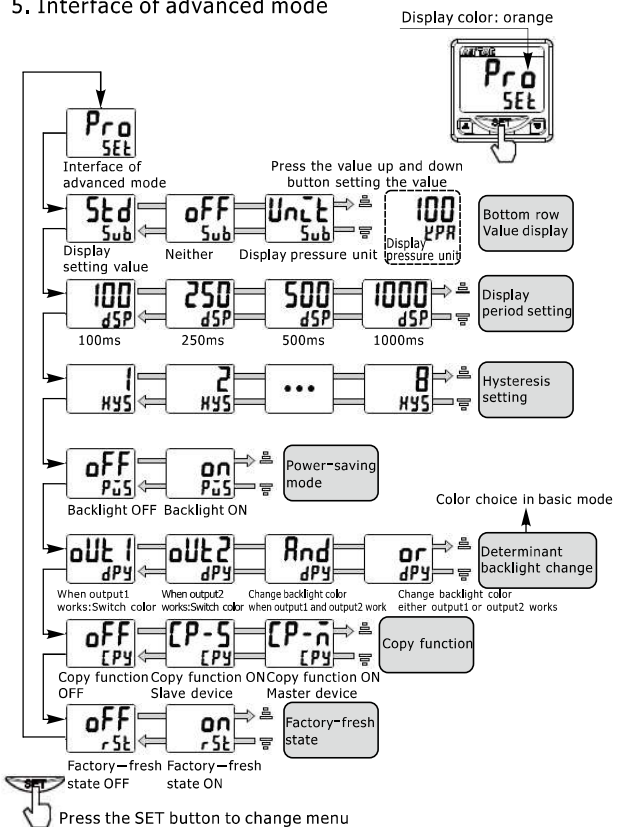 5. Interface of advanced mode
Display color: orange
Pro
SEt
SET
Pro
SEt
Interface of
advanced mode
Press the value up and down
button setting the value
Std
Sub
oFF
Sub
Unit
Sub
100
KPA
Display
setting value
Neither
Display pressure unit
Display
pressure unit
Bottom row
Value display
100
dSP
250
dSP
500
dSP
1000
dSP
100ms
250ms
500ms
1000ms
Display
period setting
1
HYS
2
HYS
...
8
HYS
Hysteresis
setting
oFF
PwS
on
PwS
Backlight OFF
Backlight ON
Power-saving
mode
Color choice in basic mode
oUt1
dPY
oUt2
dPY
And
dPY
or
dPY
When output1
works:Switch color
When output2
works:Switch color
Change backlight color
when output1 and output2 work
Change backlight color
either output1 or output2 works
Determinant
backlight change
oFF
CPY
CP-S
CPY
CP-m
CPY
Copy function
OFF
Copy function ON
Slave device
Copy function ON
Master device
Copy function
oFF
rSt
on
rSt
Factory-fresh
state OFF
Factory-fresh
state ON
Factory-fresh
state
SET
Press the SET button to change menu